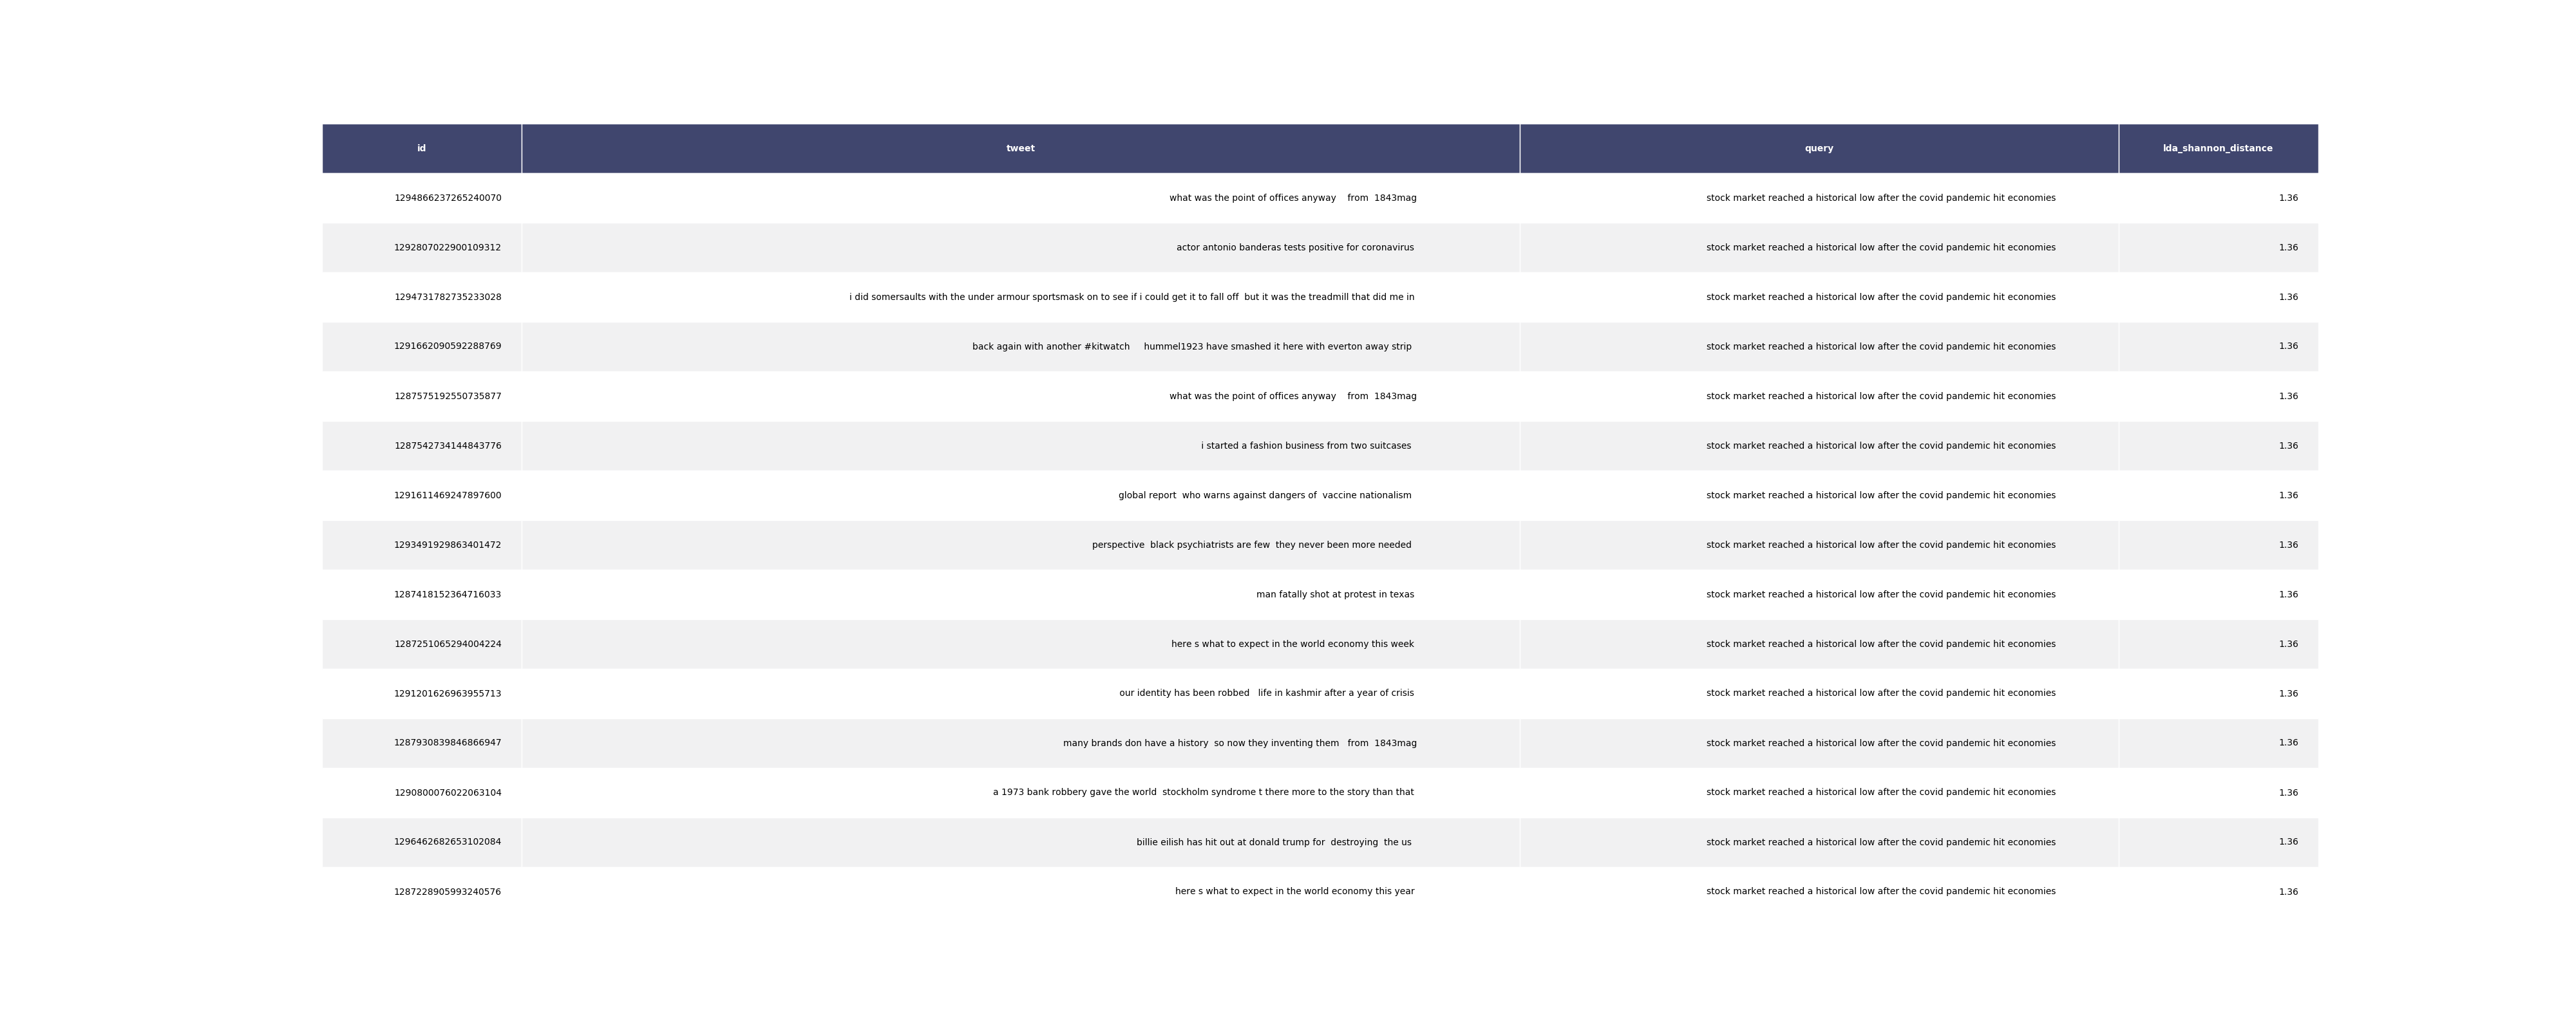 id tweet query lda_shannon_distance
1294866237265240070 what was the point of offices anyway from 1843mag stock market reached a historical low after the covid pandemic hit economies 1.36
1292807022900109312 actor antonio banderas tests positive for coronavirus stock market reached a historical low after the covid pandemic hit economies 1.36
1294731782735233028 i did somersaults with the under armour sportsmask on to see if i could get it to fall off but it was the treadmill that did me in stock market reached a historical low after the covid pandemic hit economies 1.36
1291662090592288769 back again with another #kitwatch hummel1923 have smashed it here with everton away strip stock market reached a historical low after the covid pandemic hit economies 1.36
1287575192550735877 what was the point of offices anyway from 1843mag stock market reached a historical low after the covid pandemic hit economies 1.36
1287542734144843776 i started a fashion business from two suitcases stock market reached a historical low after the covid pandemic hit economies 1.36
1291611469247897600 global report who warns against dangers of vaccine nationalism stock market reached a historical low after the covid pandemic hit economies 1.36
1293491929863401472 perspective black psychiatrists are few they never been more needed stock market reached a historical low after the covid pandemic hit economies 1.36
1287418152364716033 man fatally shot at protest in texas stock market reached a historical low after the covid pandemic hit economies 1.36
1287251065294004224 here s what to expect in the world economy this week stock market reached a historical low after the covid pandemic hit economies 1.36
1291201626963955713 our identity has been robbed life in kashmir after a year of crisis stock market reached a historical low after the covid pandemic hit economies 1.36
1287930839846866947 many brands don have a history so now they inventing them from 1843mag stock market reached a historical low after the covid pandemic hit economies 1.36
1290800076022063104 a 1973 bank robbery gave the world stockholm syndrome t there more to the story than that stock market reached a historical low after the covid pandemic hit economies 1.36
1296462682653102084 billie eilish has hit out at donald trump for destroying the us stock market reached a historical low after the covid pandemic hit economies 1.36
1287228905993240576 here s what to expect in the world economy this year stock market reached a historical low after the covid pandemic hit economies 1.36